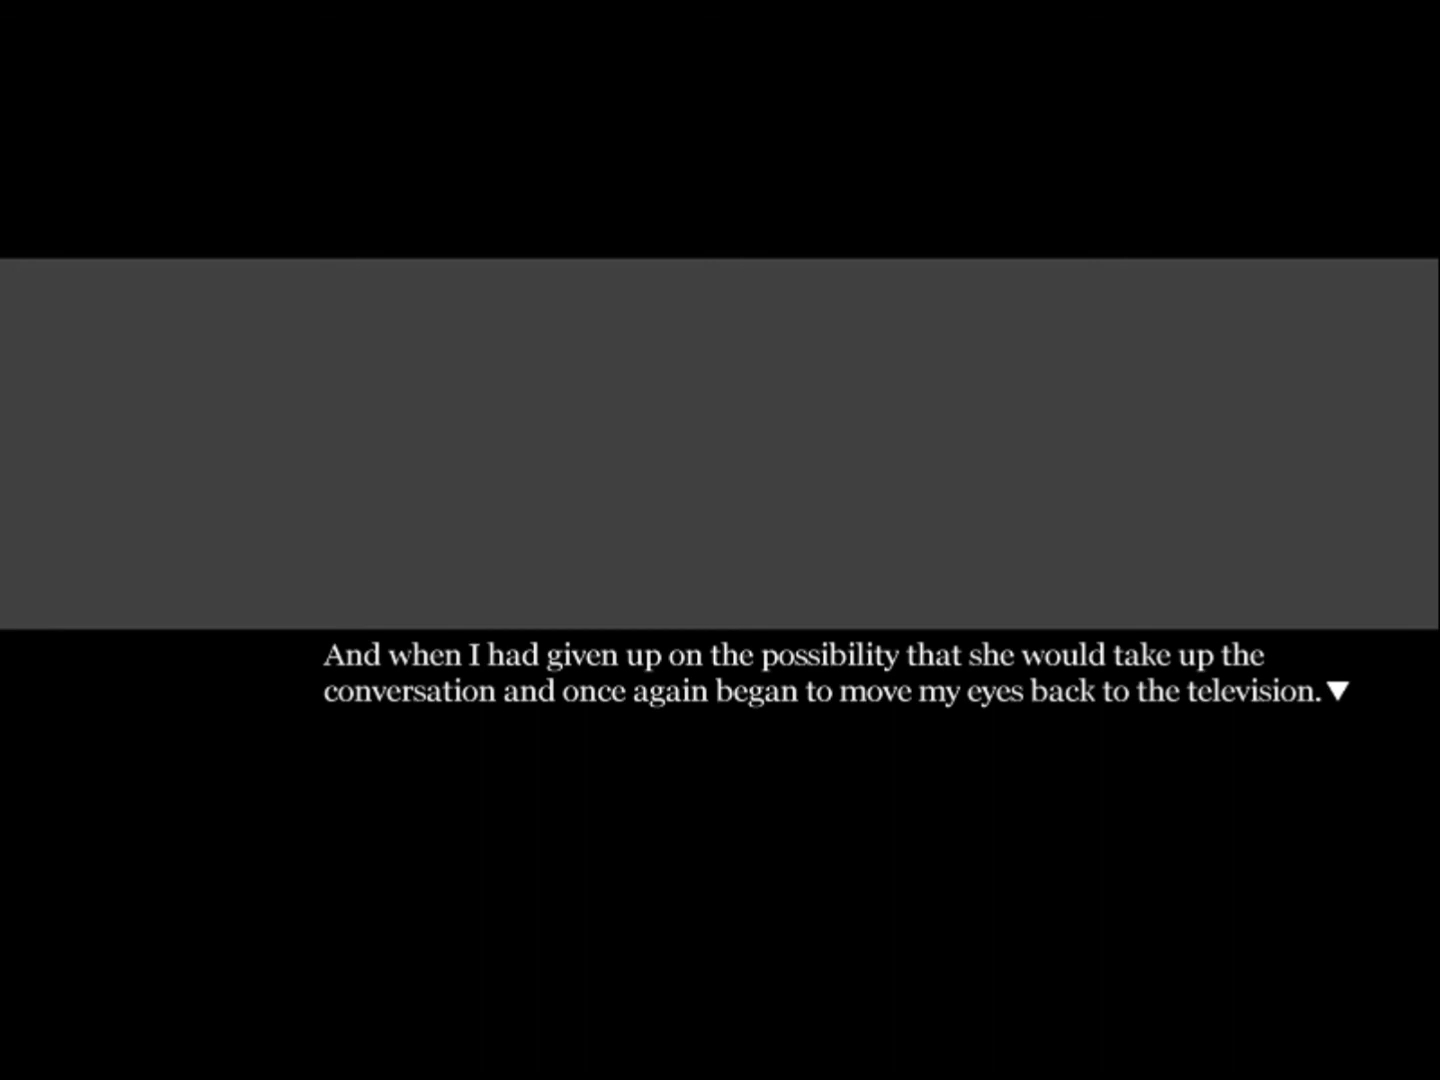 And when I had given up on the possibility that she would take up the
conversation and once again began to move my eyes back to the television.▼